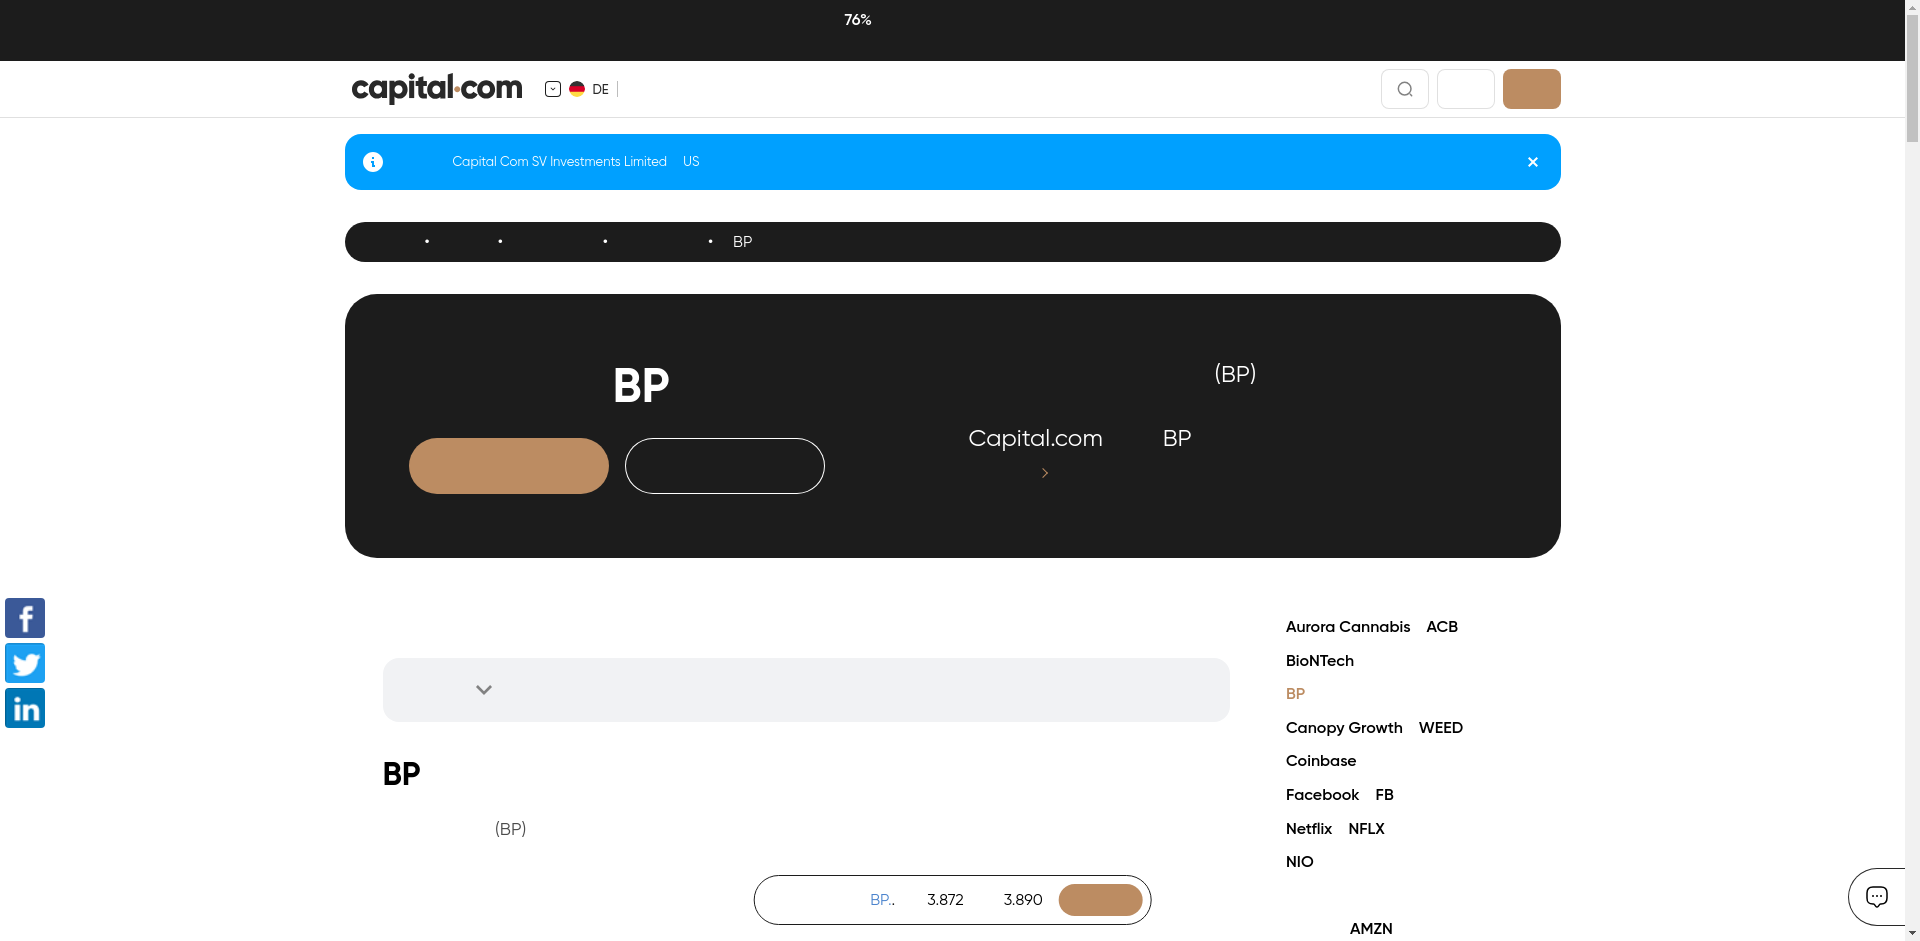 76%
capital.com
DE
Capital Com SV Investments Limited US
• • • • BP
BP
(BP)
Capital.com BP
Aurora Cannabis ACB
BioNTech
BP
Canopy Growth WEED
Coinbase
Facebook FB
Netflix NFLX
NIO
AMZN
BP
(BP)
BP.. 3.872 3.890